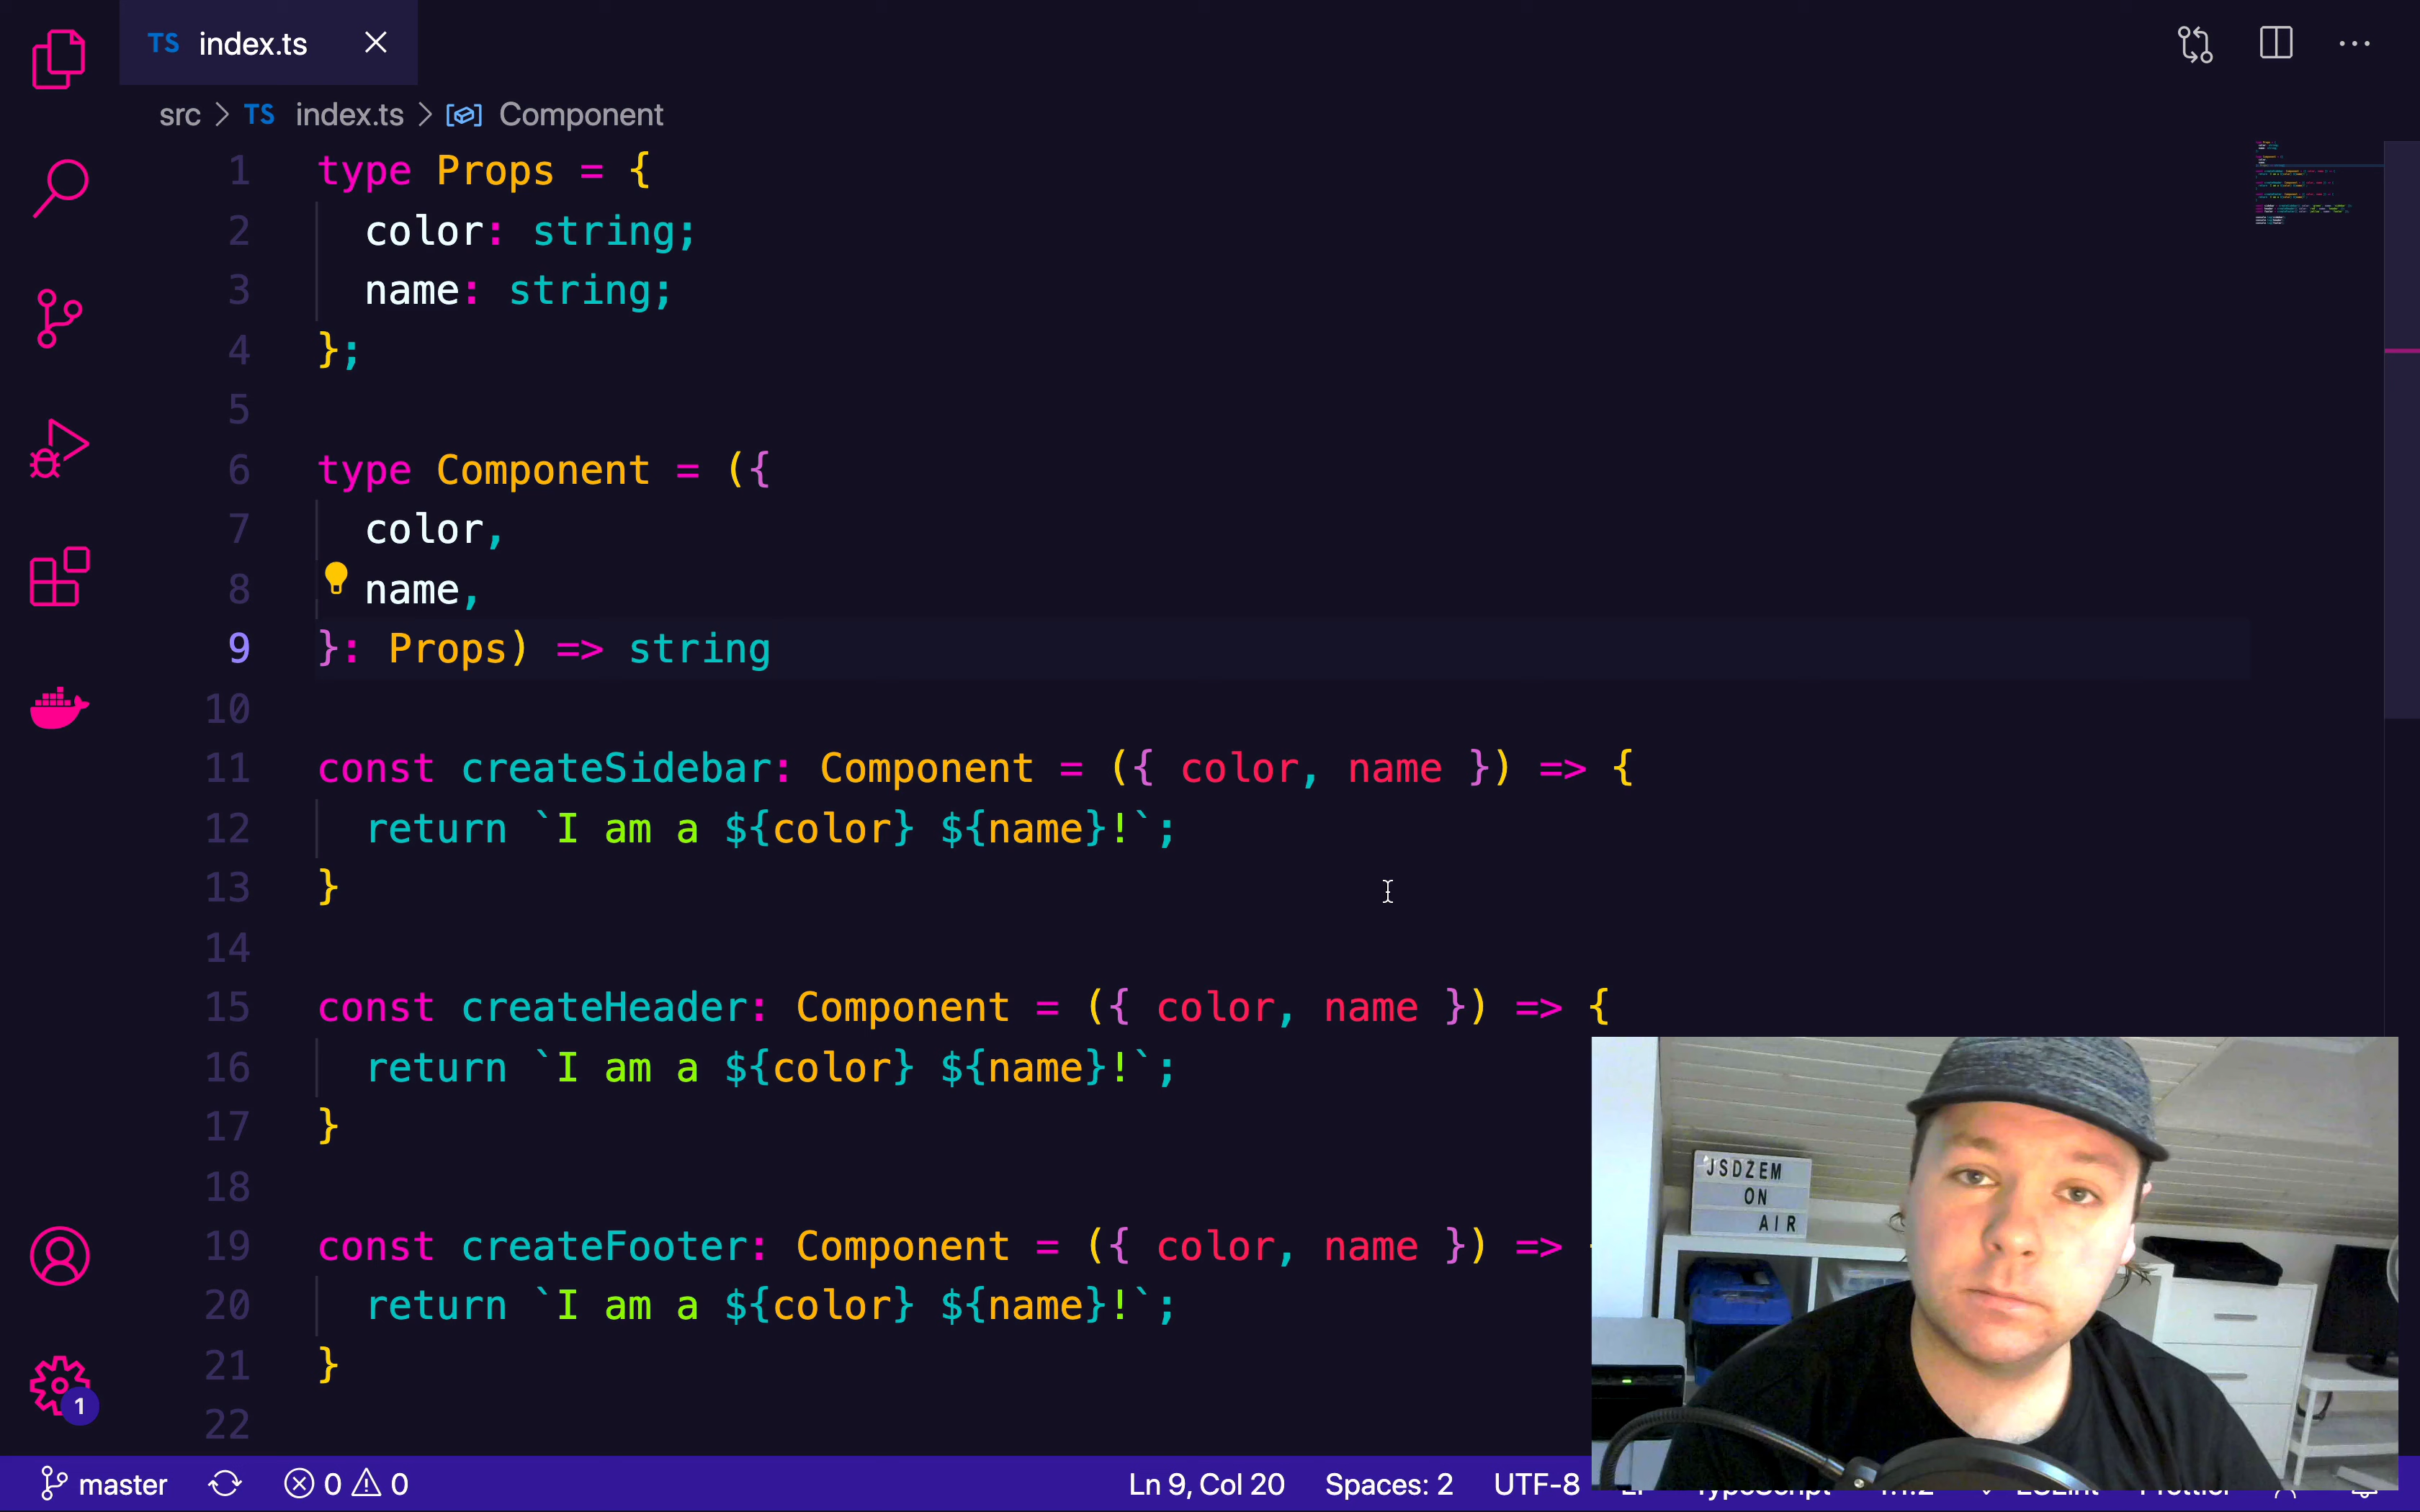 TS index.ts
src > TS index.ts > Component
1 type Props = {
2 color: string;
3 name: string;
4 };
5
6 type Component = ({
7 color,
8 name,
9 }: Props) => string
10
11 const createSidebar: Component = ({ color, name }) => {
12 return `I am a ${color} ${name}!`;
13 }
14
15 const createHeader: Component = ({ color, name }) => {
16 return `I am a ${color} ${name}!`;
17 }
18
19 const createFooter: Component = ({ color, name }) =>
20 return `I am a ${color} ${name}!`;
21 }
22
JSDŻEM
ON
AIR
1
master 0 0 Ln 9, Col 20 Spaces: 2 UTF-8